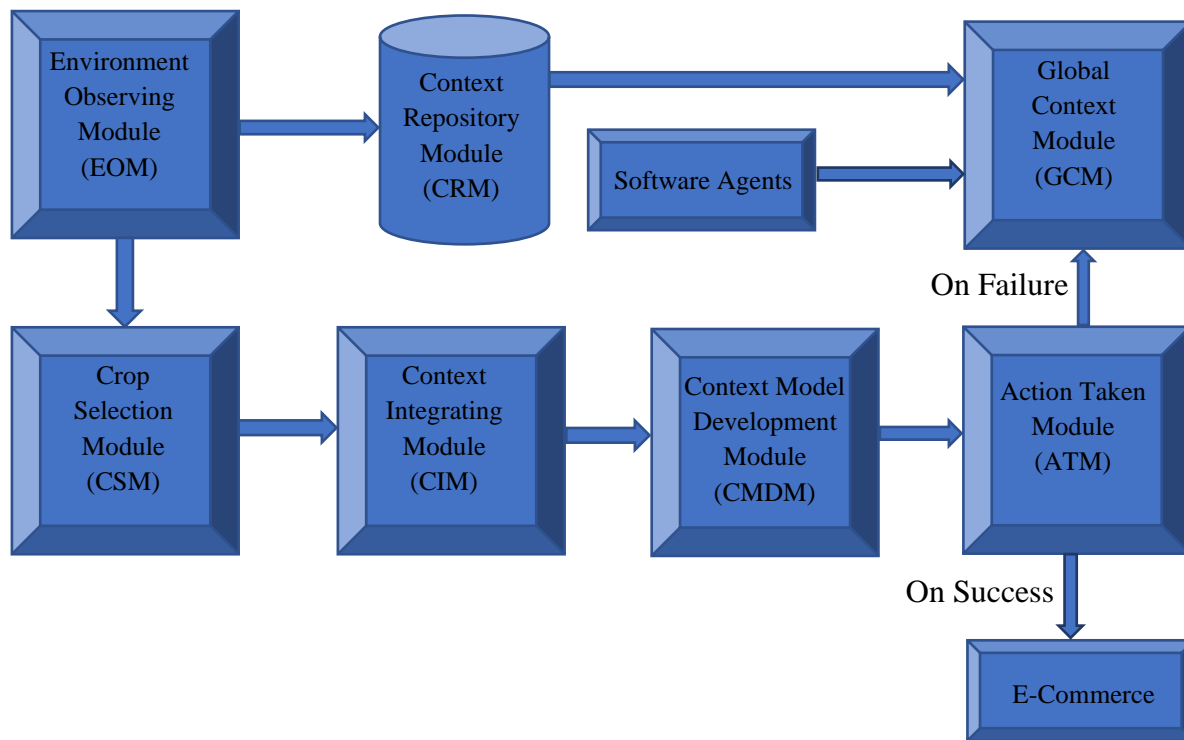 Environment
Observing
Module
(EOM)
Context
Repository
Module
(CRM)
Software Agents
Global
Context
Module
(GCM)
On Failure
Crop
Selection
Module
(CSM)
Context
Integrating
Module
(CIM)
Context Model
Development
Module
(CMDM)
Action Taken
Module
(ATM)
On Success
E-Commerce